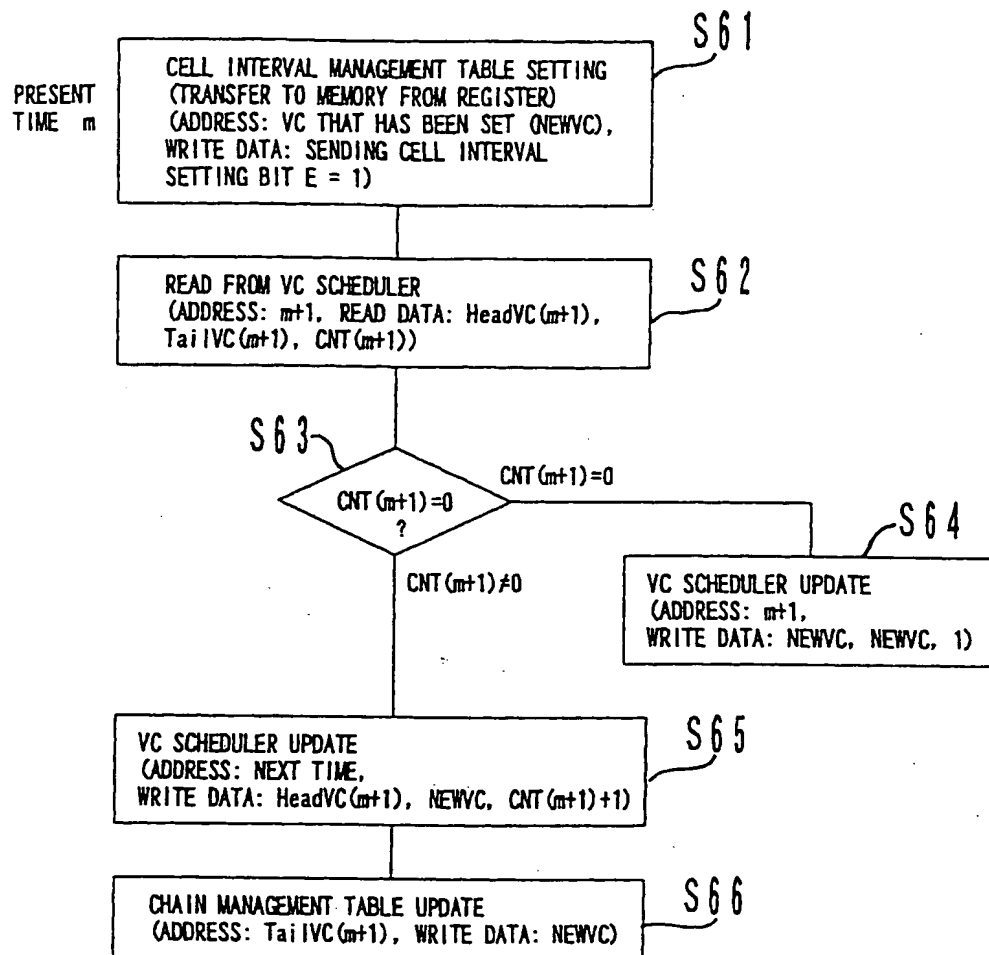 S61
CELL INTERVAL MANAGEMENT TABLE SETTING
(TRANSFER TO MEMORY FROM REGISTER)
(ADDRESS: VC THAT HAS BEEN SET (NEWVC),
WRITE DATA: SENDING CELL INTERVAL
SETTING BIT E = 1)
PRESENT
TIME m
S62
READ FROM VC SCHEDULER
(ADDRESS: m+1, READ DATA: HeadVC(m+1),
TailVC(m+1), CNT(m+1))
S63
CNT(m+1)=0
?
CNT(m+1)=0
CNT(m+1)≠0
S64
VC SCHEDULER UPDATE
(ADDRESS: m+1,
WRITE DATA: NEWVC, NEWVC, 1)
S65
VC SCHEDULER UPDATE
(ADDRESS: NEXT TIME,
WRITE DATA: HeadVC(m+1), NEWVC, CNT(m+1)+1)
S66
CHAIN MANAGEMENT TABLE UPDATE
(ADDRESS: TailVC(m+1), WRITE DATA: NEWVC)